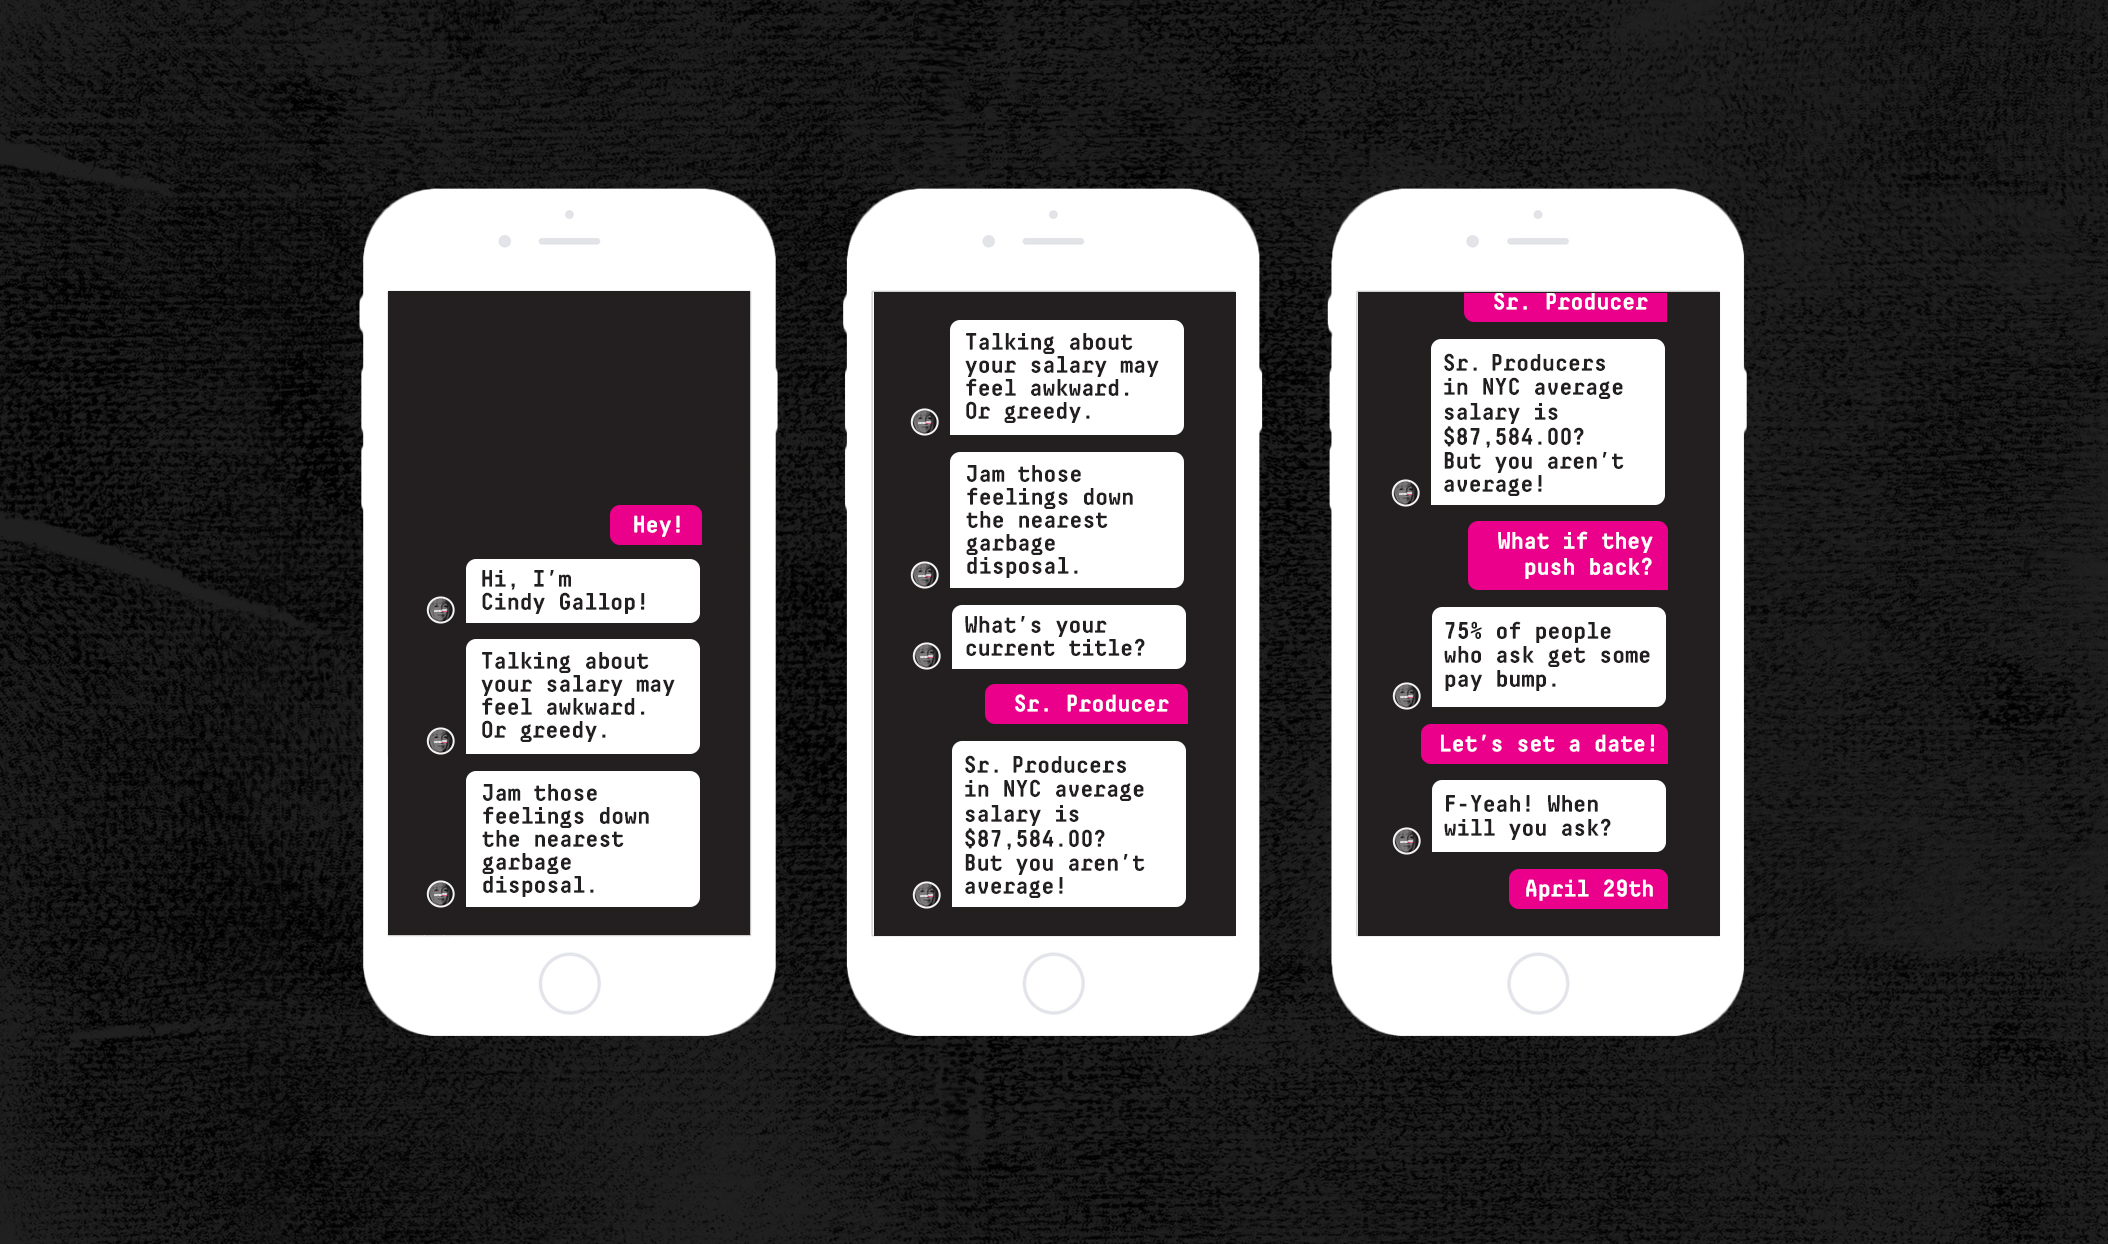 Hey!
Hi, I’m
Cindy Gallop!
Talking about
your salary may
feel awkward.
Or greedy.
Jam those
feelings down
the nearest
garbage
disposal.
Talking about
your salary may
feel awkward.
Or greedy.
Jam those
feelings down
the nearest
garbage
disposal.
What’s your
current title?
Sr. Producer
Sr. Producers
in NYC average
salary is
$87,584.00?
But you aren’t
average!
Sr. Producer
Sr. Producers
in NYC average
salary is
$87,584.00?
But you aren’t
average!
What if they
push back?
75% of people
who ask get some
pay bump.
Let’s set a date!
F-Yeah! When
will you ask?
April 29th